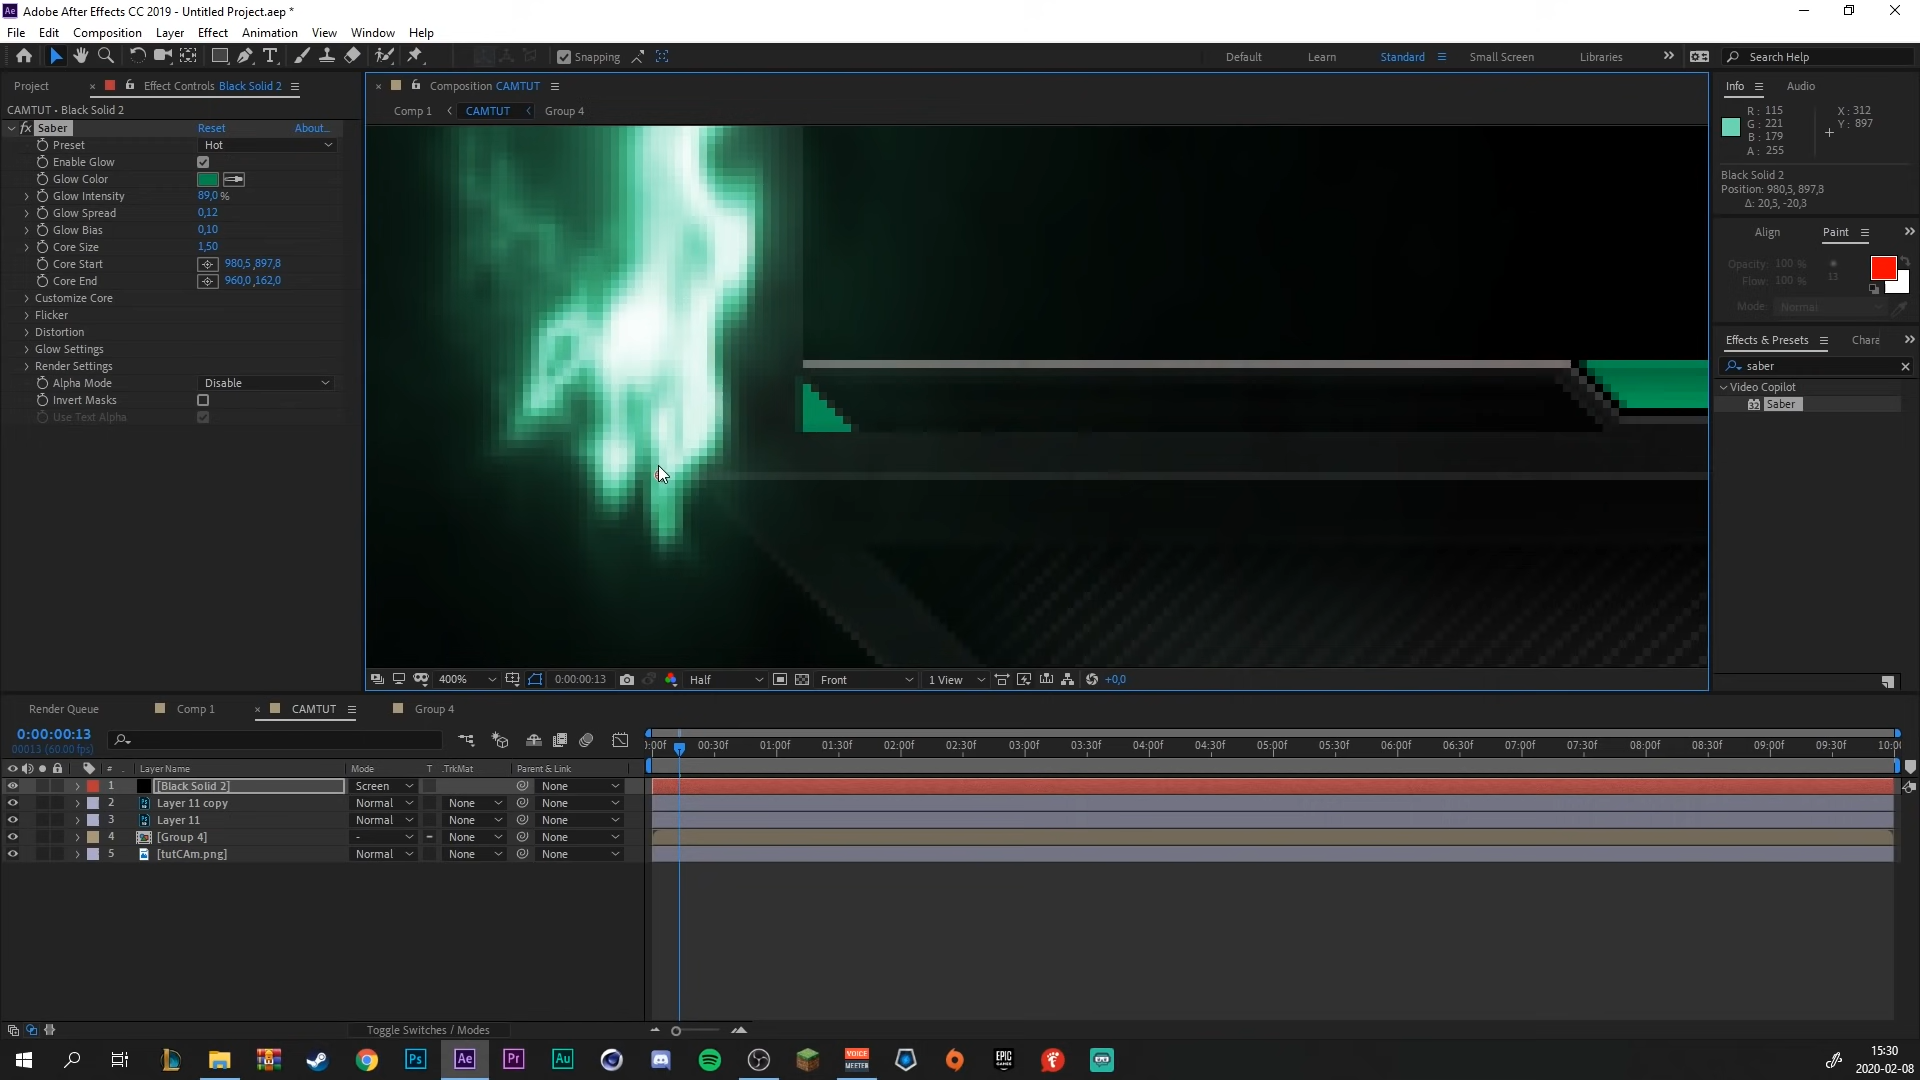 Adobe After Effects CC 2019 - Untitled Project.aep *
File Edit Composition Layer Effect Animation View Window Help
Snapping Default Learn Standard Small Screen Libraries Search Help
Project Effect Controls Black Solid 2
CAMTUT • Black Solid 2
fx Saber Reset About...
Preset Hot
Enable Glow
Glow Color
Glow Intensity 89,0 %
Glow Spread 0,12
Glow Bias 0,10
Core Size 1,50
Core Start 980,5 ,897,8
Core End 960,0 ,162,0
Customize Core
Flicker
Distortion
Glow Settings
Render Settings
Alpha Mode Disable
Invert Masks
Use Text Alpha
Composition CAMTUT
Comp 1 CAMTUT Group 4
400% 0:00:00:13 Half Front 1 View +0,0
Info Audio
R: 115 X: 312
G: 221 Y: 897
B: 179
A: 255
Black Solid 2
Position: 980,5, 897,8
Δ: 20,5, -20,3
Align Paint
Opacity: 100 %
Flow: 100 % 13
Mode: Normal
Effects & Presets Chara
saber
Video Copilot
32 Saber
Render Queue Comp 1 CAMTUT Group 4
0:00:00:13
00013 (60.00 fps)
:00f 00:30f 01:00f 01:30f 02:00f 02:30f 03:00f 03:30f 04:00f 04:30f 05:00f 05:30f 06:00f 06:30f 07:00f 07:30f 08:00f 08:30f 09:00f 09:30f 10:0
# Layer Name Mode T .TrkMat Parent & Link
1 [Black Solid 2] Screen None
2 Layer 11 copy Normal None None
3 Layer 11 Normal None None
4 [Group 4] - None None
5 [tutCAm.png] Normal None None
Toggle Switches / Modes
Ps Ae Pr Au VOICE MEETER EPIC GAMES
15:30
2020-02-08